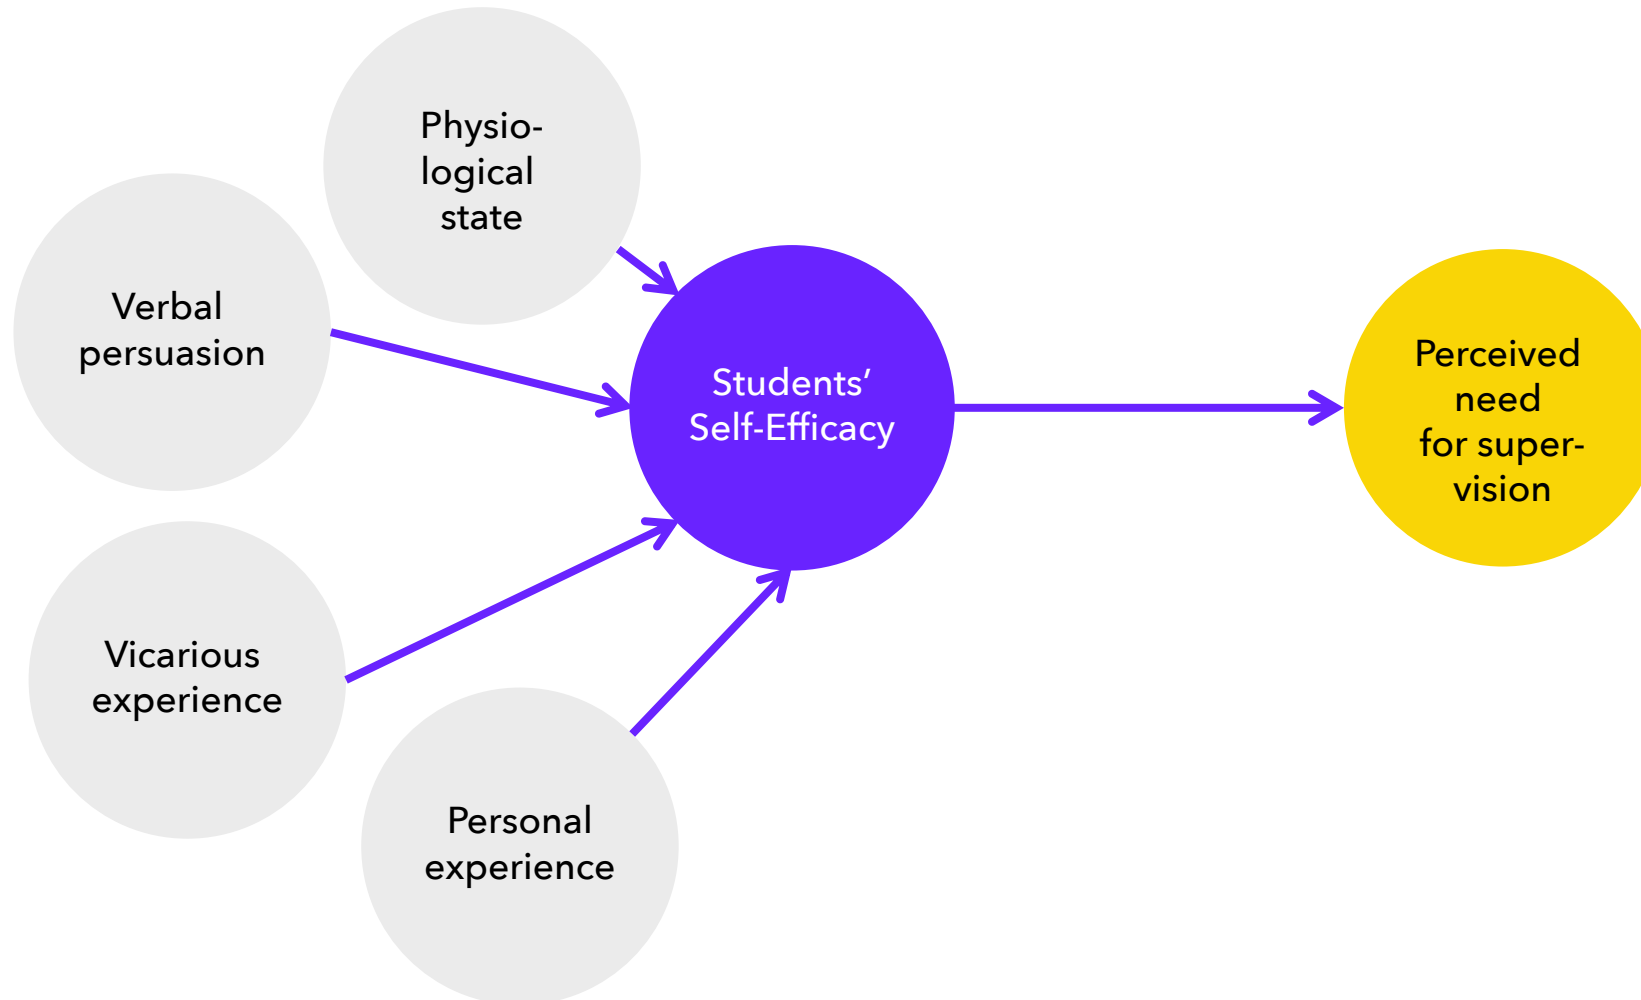 Physio-
logical
state
Verbal
persuasion
Students’
Self-Efficacy
Perceived
need
for super-
vision
Vicarious
experience
Personal
experience